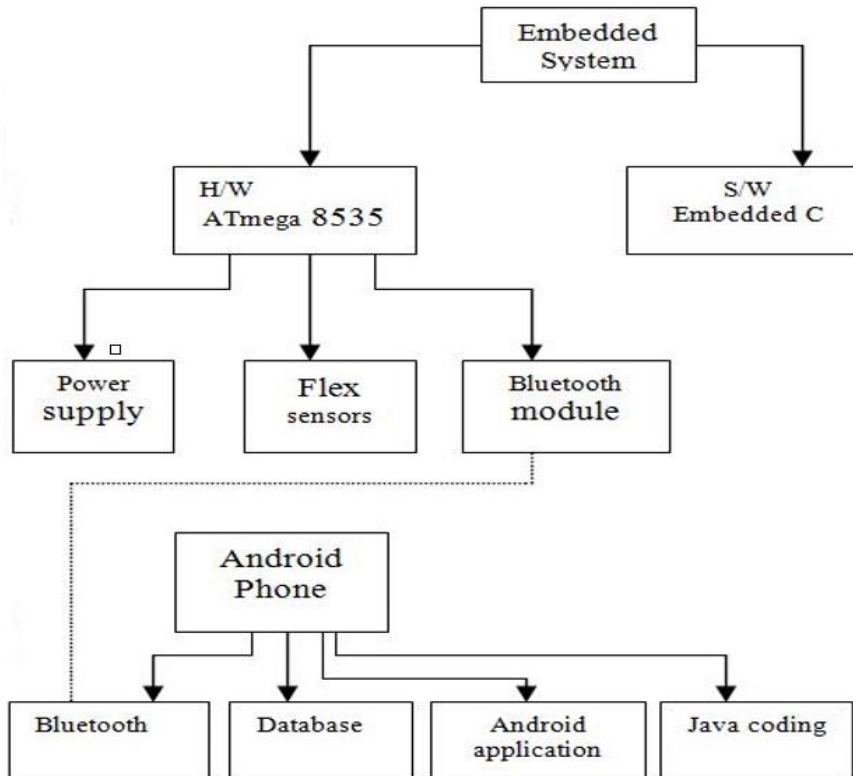 Embedded
System
H/W
ATmega 8535
S/W
Embedded C
Power
supply
Flex
sensors
Bluetooth
module
Android
Phone
Bluetooth
Database
Android
application
Java coding